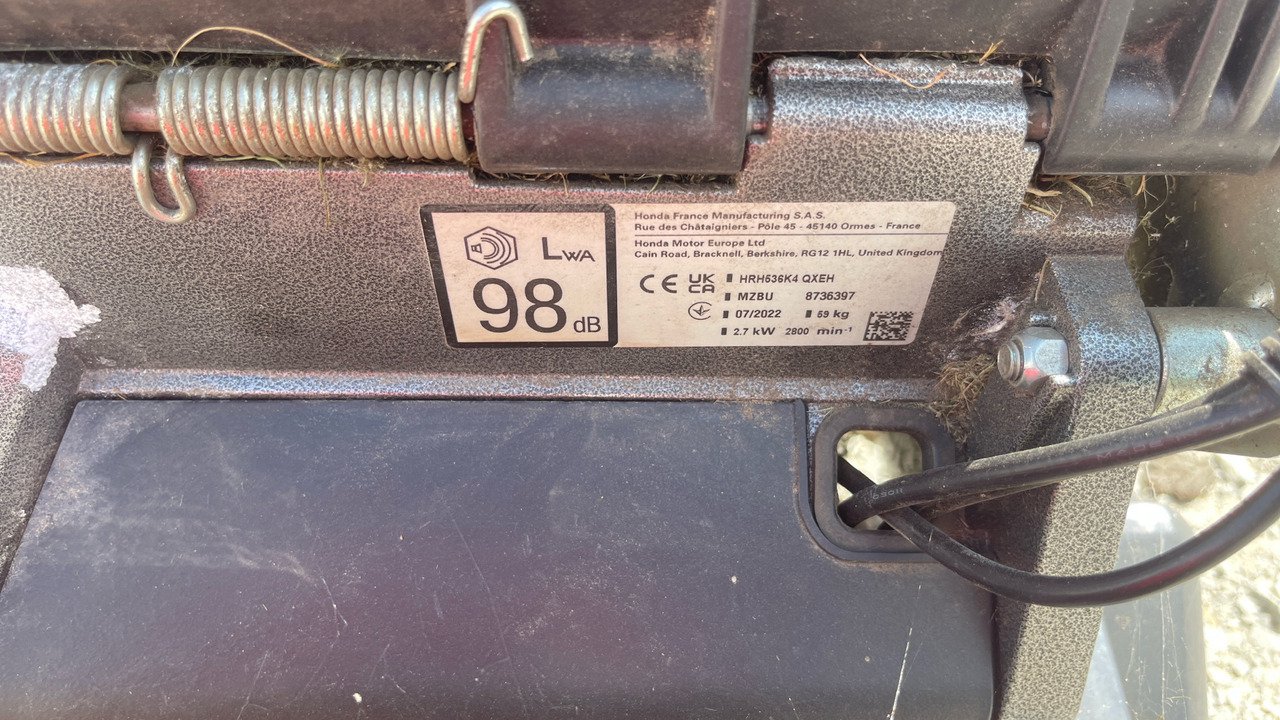 LWA
98 dB
Honda France Manufacturing S.A.S.
Rue des Châtaigniers - Pôle 45 - 45140 Ormes - France
Honda Motor Europe Ltd
Cain Road, Bracknell, Berkshire, RG12 1HL, United Kingdom
CE UKCA HRH536K4 QXEH
MZBU 8736397
07/2022 59 kg
2.7 kW 2800 min-1